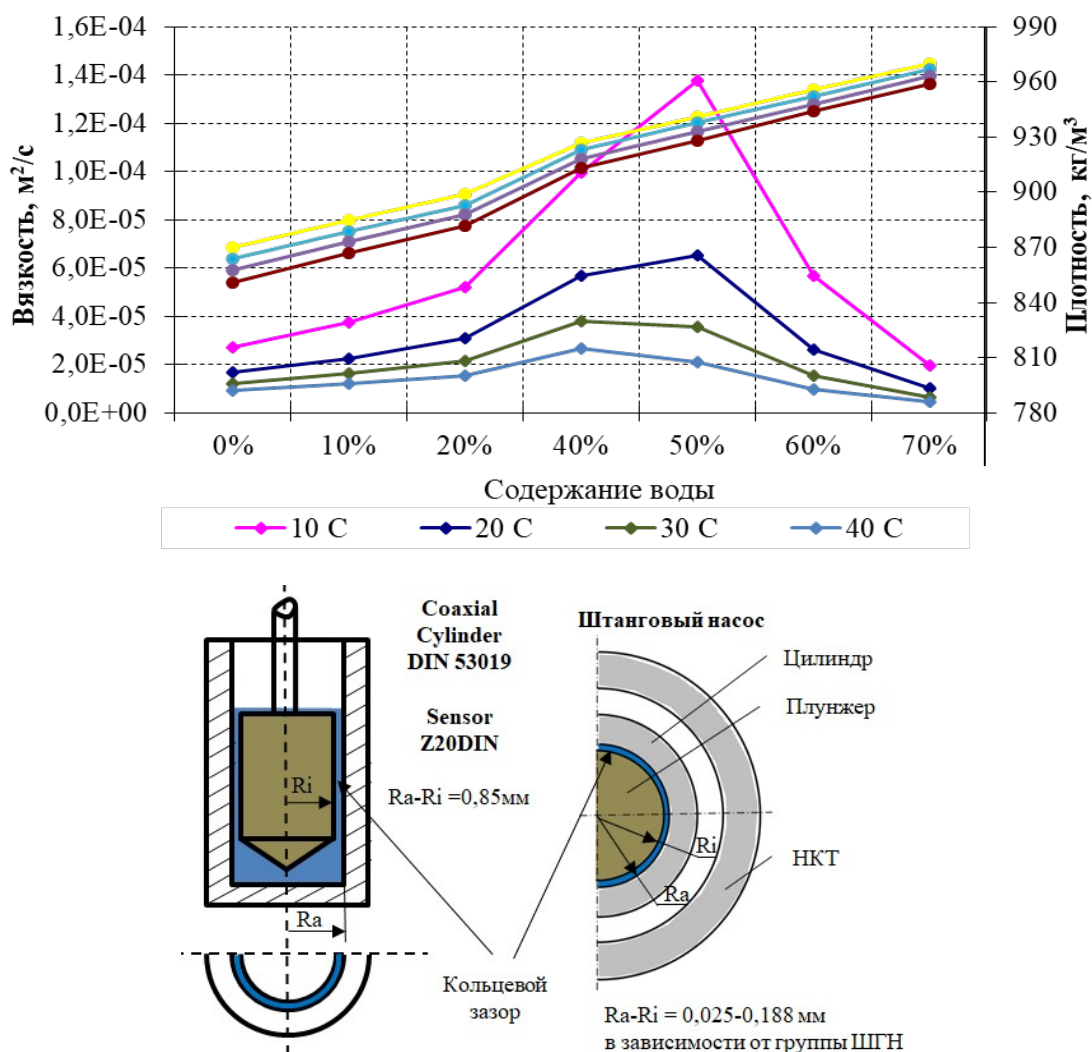 1,6E-04
1,4E-04
1,2E-04
1,0E-04
8,0E-05
6,0E-05
4,0E-05
2,0E-05
0,0E+00
Вязкость, м²/с
990
960
930
900
870
840
810
780
Плотность, кг/м³
0% 10% 20% 40% 50% 60% 70%
Содержание воды
10 C 20 C 30 C 40 C
Coaxial
Cylinder
DIN 53019
Sensor
Z20DIN
Ra-Ri =0,85мм
Ri
Ra
Штанговый насос
Цилиндр
Плунжер
Ri
Ra
НКТ
Кольцевой
зазор
Ra-Ri = 0,025-0,188 мм
в зависимости от группы ШГН